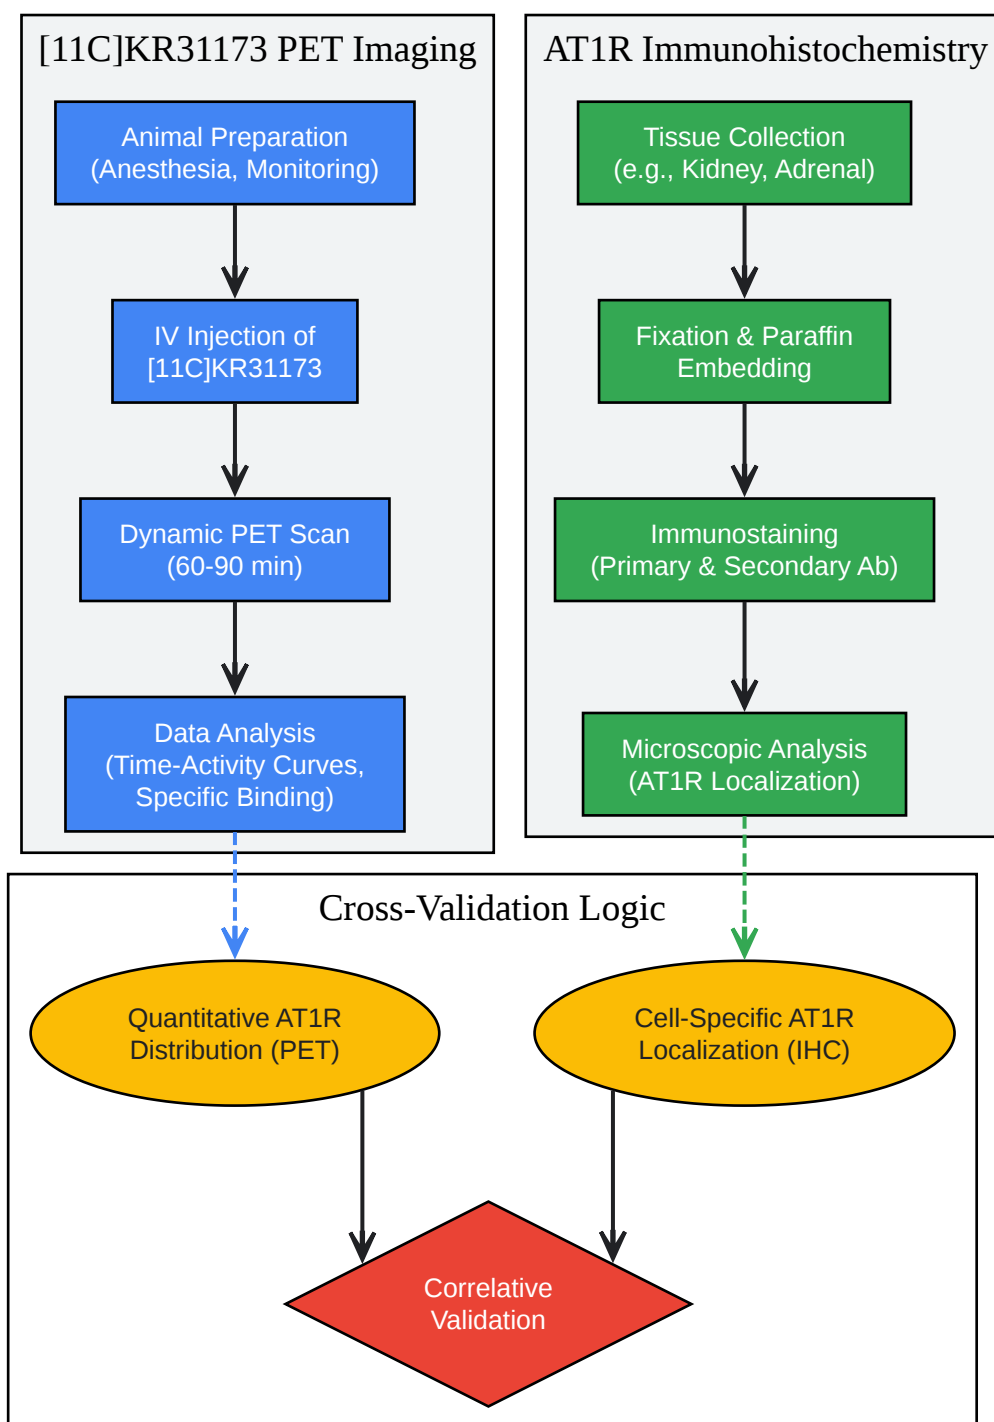 [11C]KR31173 PET Imaging
Animal Preparation
(Anesthesia, Monitoring)
IV Injection of
[11C]KR31173
Dynamic PET Scan
(60-90 min)
Data Analysis
(Time-Activity Curves,
Specific Binding)
AT1R Immunohistochemistry
Tissue Collection
(e.g., Kidney, Adrenal)
Fixation & Paraffin
Embedding
Immunostaining
(Primary & Secondary Ab)
Microscopic Analysis
(AT1R Localization)
Cross-Validation Logic
Quantitative AT1R
Distribution (PET)
Cell-Specific AT1R
Localization (IHC)
Correlative
Validation